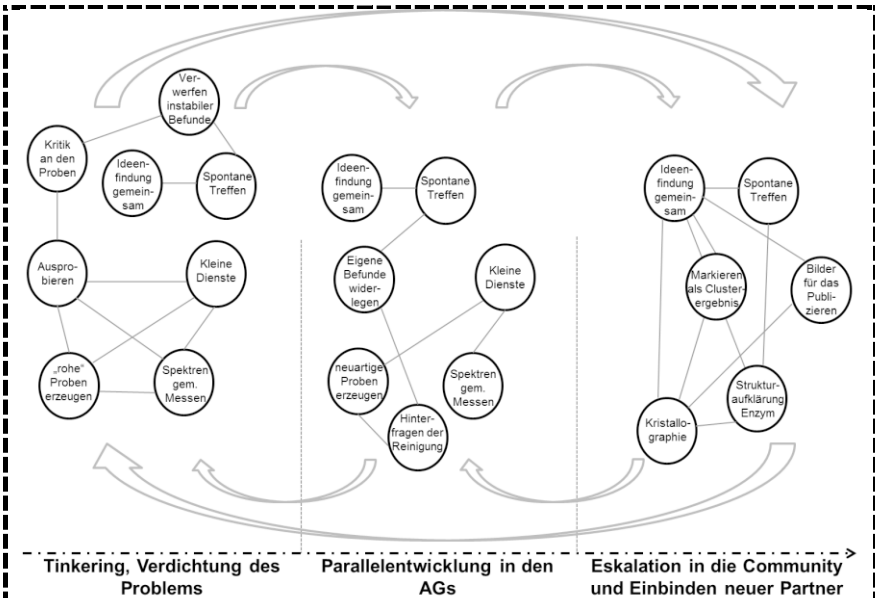 Ver-
werfen
instabiler
Befunde
Kritik
an den
Proben
Ideen-
findung
gemein-
sam
Spontane
Treffen
Auspro-
bieren
Kleine
Dienste
„rohe"
Proben
erzeugen
Spektren
gem.
Messen
Ideen-
findung
gemein-
sam
Spontane
Treffen
Eigene
Befunde
wider-
legen
Kleine
Dienste
neuartige
Proben
erzeugen
Spektren
gem.
Messen
Hinter-
fragen der
Reinigung
Ideen-
findung
gemein-
sam
Spontane
Treffen
Markieren
als Cluster-
ergebnis
Bilder
für das
Publi-
zieren
Struktur-
aufklärung
Enzym
Kristallo-
graphie
Tinkering, Verdichtung des
Problems
Parallelentwicklung in den
AGs
Eskalation in die Community
und Einbinden neuer Partner